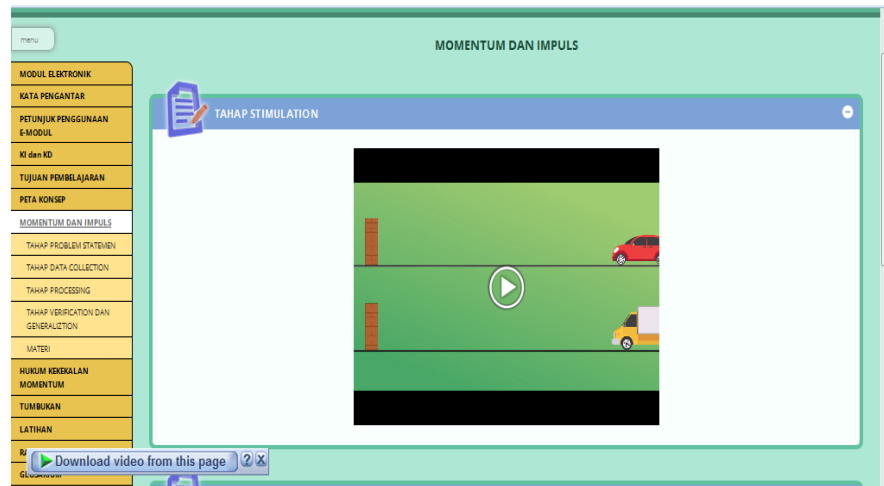 menu
MOMENTUM DAN IMPULS
MODUL ELEKTRONIK
KATA PENGANTAR
PETUNJUK PENGGUNAAN
E-MODUL
KI dan KD
TUJUAN PEMBELAJARAN
PETA KONSEP
MOMENTUM DAN IMPULS
TAHAP PROBLEM STATEMEN
TAHAP DATA COLLECTION
TAHAP PROCESSING
TAHAP VERIFICATION DAN
GENERALIZTION
MATERI
HUKUM KEKEKALAN
MOMENTUM
TUMBUKAN
LATIHAN
GLOSARIUM
TAHAP STIMULATION
Download video from this page ? X